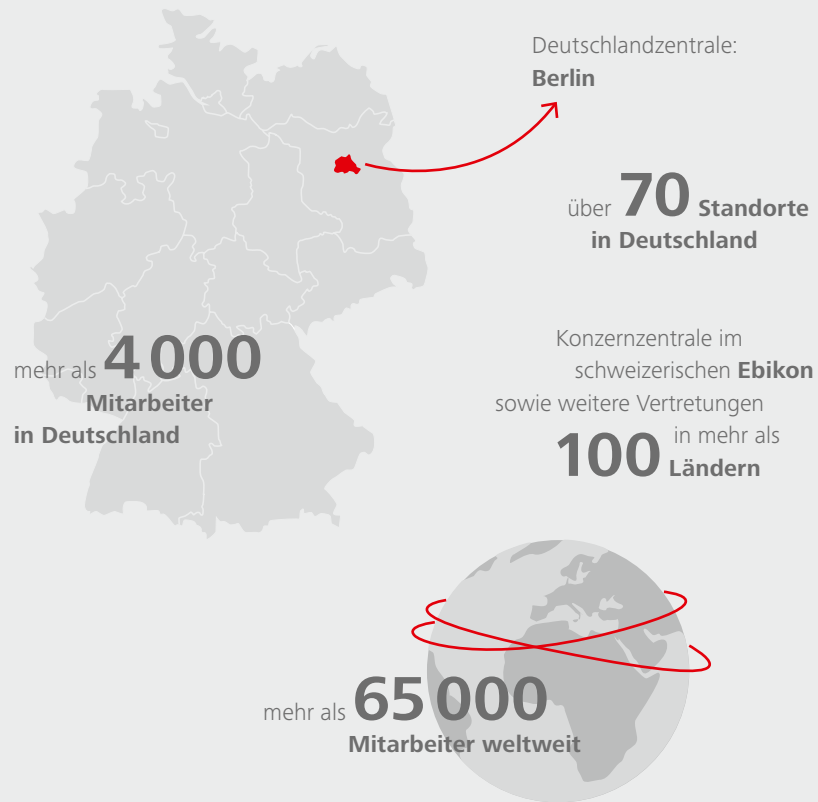 Deutschlandzentrale:
Berlin
über 70 Standorte
in Deutschland
mehr als 4 000
Mitarbeiter
in Deutschland
Konzernzentrale im
schweizerischen Ebikon
sowie weitere Vertretungen
100 in mehr als
Ländern
mehr als 65 000
Mitarbeiter weltweit